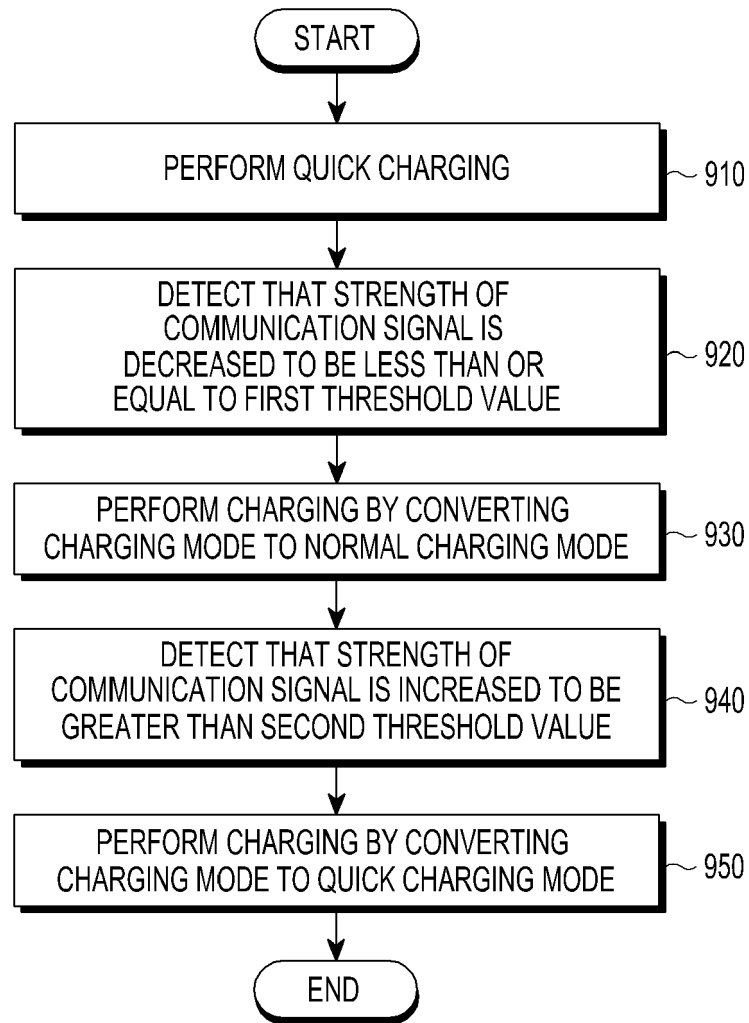 START
PERFORM QUICK CHARGING
910
DETECT THAT STRENGTH OF
COMMUNICATION SIGNAL IS
DECREASED TO BE LESS THAN OR
EQUAL TO FIRST THRESHOLD VALUE
920
PERFORM CHARGING BY CONVERTING
CHARGING MODE TO NORMAL CHARGING MODE
930
DETECT THAT STRENGTH OF
COMMUNICATION SIGNAL IS INCREASED TO BE
GREATER THAN SECOND THRESHOLD VALUE
940
PERFORM CHARGING BY CONVERTING
CHARGING MODE TO QUICK CHARGING MODE
950
END